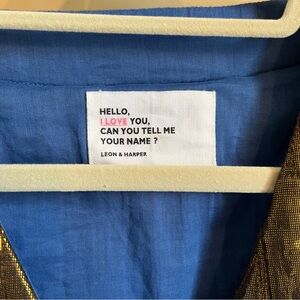 HELLO,
I LOVE YOU,
CAN YOU TELL ME
YOUR NAME ?
LEON & HARPER